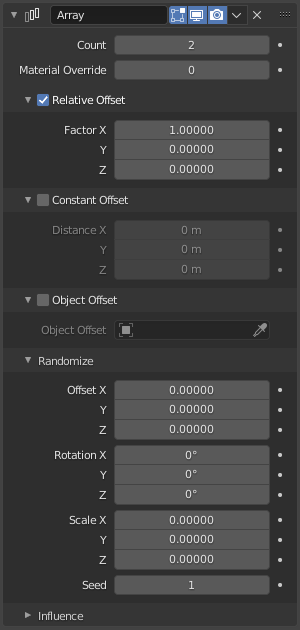 Array
Count 2
Material Override 0
Relative Offset
Factor X 1.00000
Y 0.00000
Z 0.00000
Constant Offset
Distance X 0 m
Y 0 m
Z 0 m
Object Offset
Object Offset
Randomize
Offset X 0.00000
Y 0.00000
Z 0.00000
Rotation X 0°
Y 0°
Z 0°
Scale X 0.00000
Y 0.00000
Z 0.00000
Seed 1
Influence